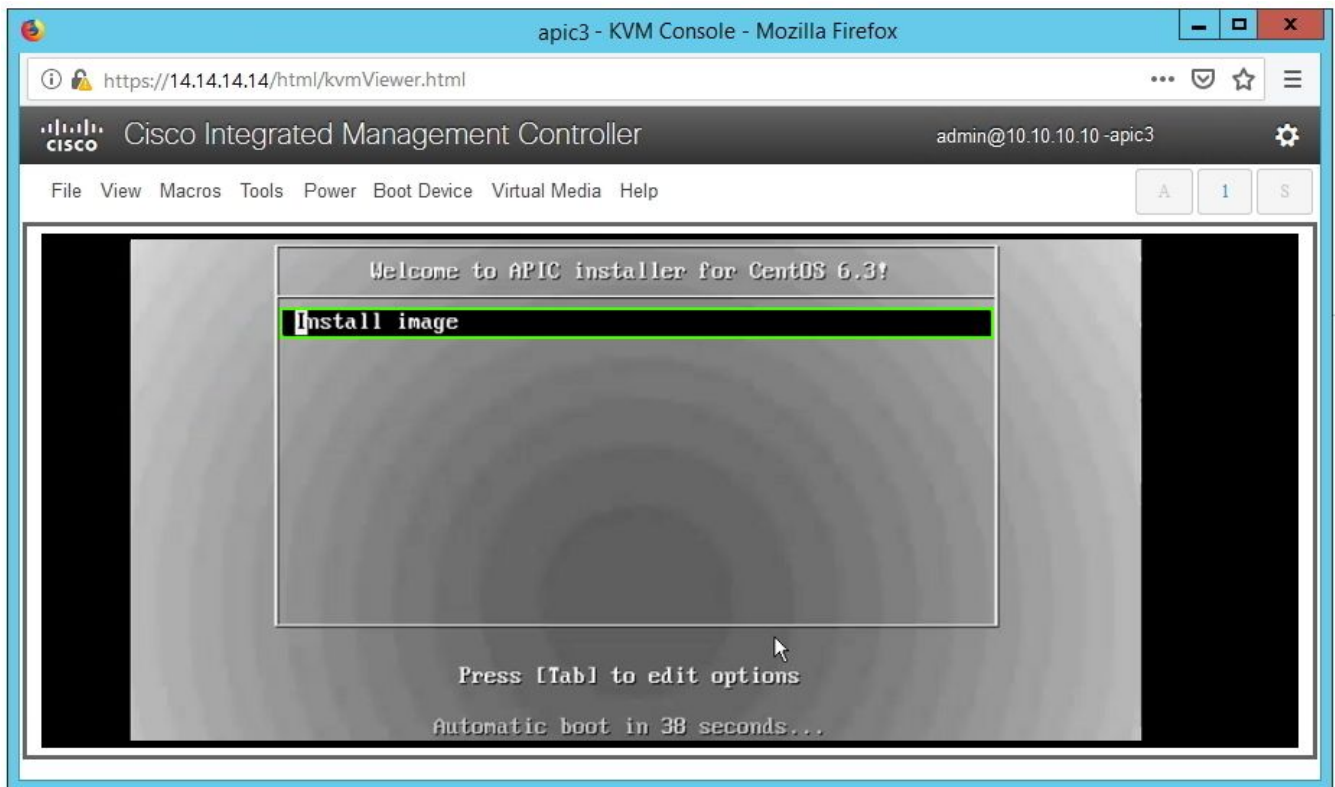 apic3 - KVM Console - Mozilla Firefox
https://14.14.14.14/html/kvmViewer.html
CISCO Cisco Integrated Management Controller admin@10.10.10.10 -apic3
File View Macros Tools Power Boot Device Virtual Media Help A 1 S
Welcome to APIC installer for CentOS 6.3!
Install image
Press [Tab] to edit options
Automatic boot in 38 seconds...